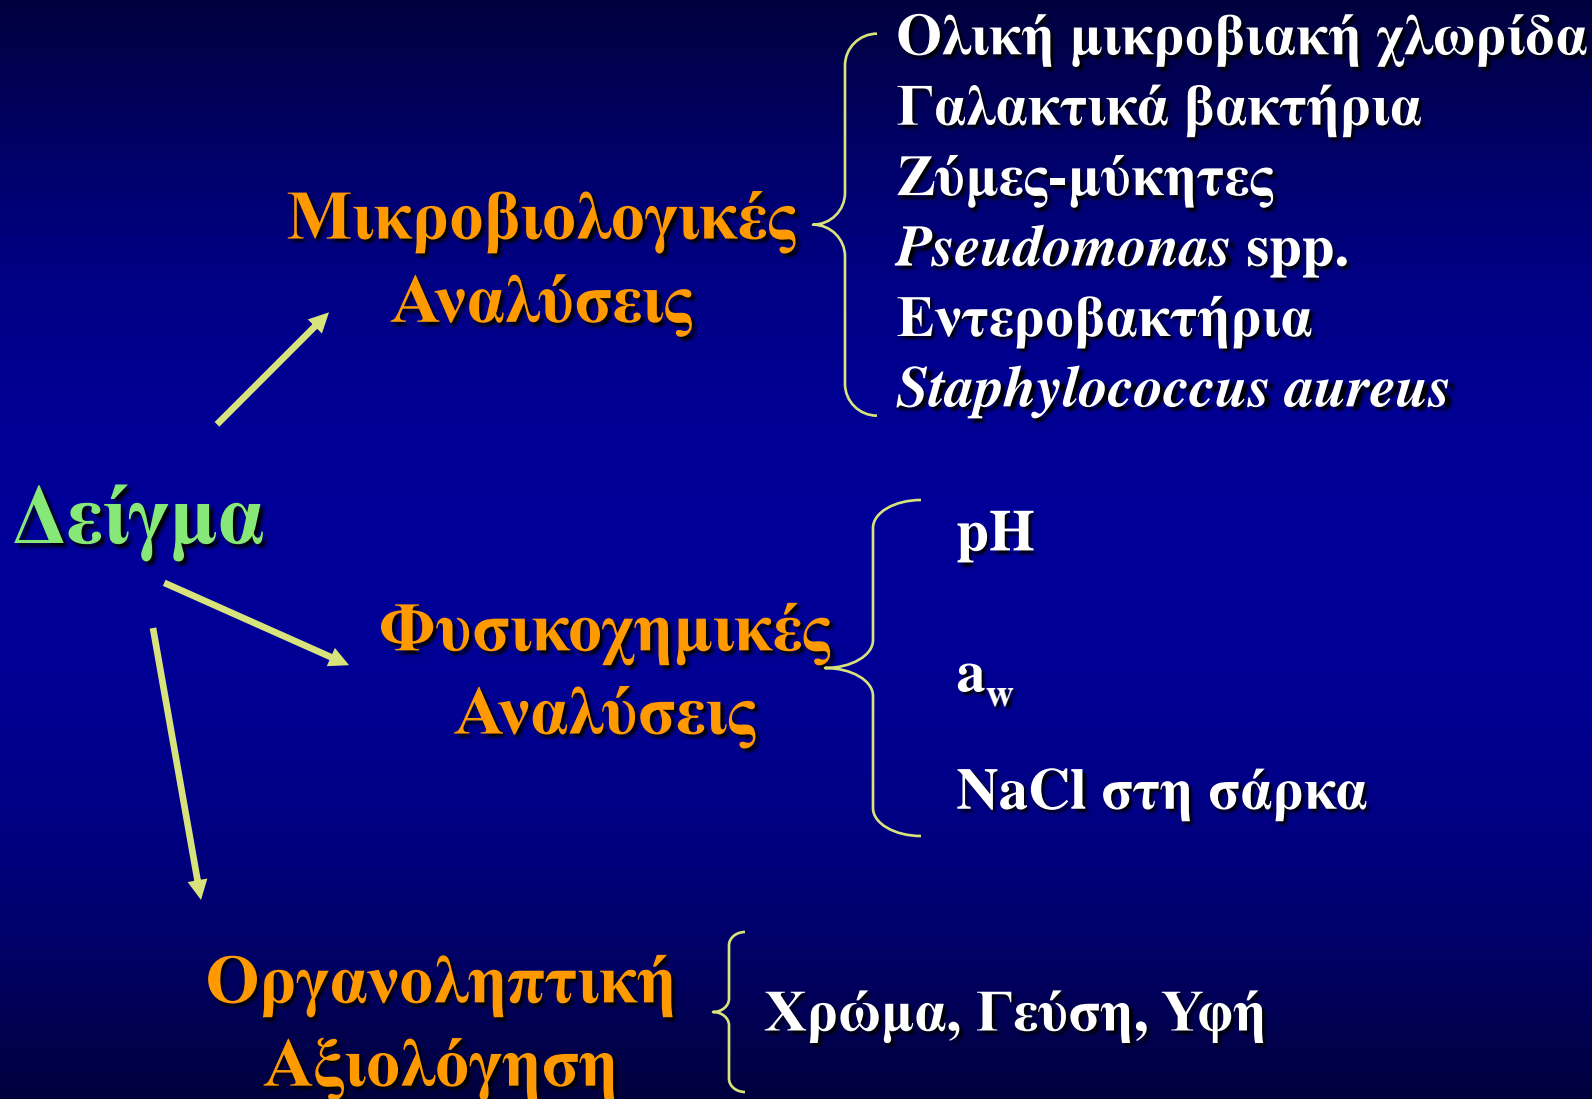 Ολική μικροβιακή χλωρίδα
Γαλακτικά βακτήρια
Ζύμες-μύκητες
Pseudomonas spp.
Εντεροβακτήρια
Staphylococcus aureus
Μικροβιολογικές
Αναλύσεις
Δείγμα
pH
aw
NaCl στη σάρκα
Φυσικοχημικές
Αναλύσεις
Οργανοληπτική
Αξιολόγηση
Χρώμα, Γεύση, Υφή